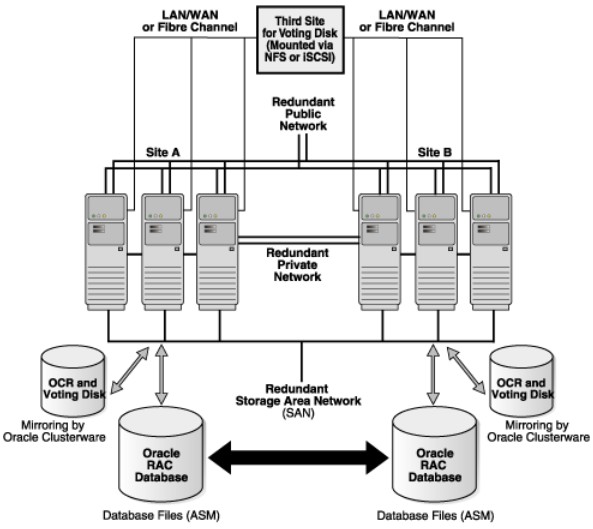 LAN/WAN
or Fibre Channel
Third Site
for Voting Disk
(Mounted via
NFS or iSCSI)
LAN/WAN
or Fibre Channel
Redundant
Public
Network
Site A
Site B
Redundant
Private
Network
OCR and
Voting Disk
Mirroring by
Oracle Clusterware
Redundant
Storage Area Network
(SAN)
OCR and
Voting Disk
Mirroring by
Oracle Clusterware
Oracle
RAC
Database
Oracle
RAC
Database
Database Files (ASM)
Database Files (ASM)